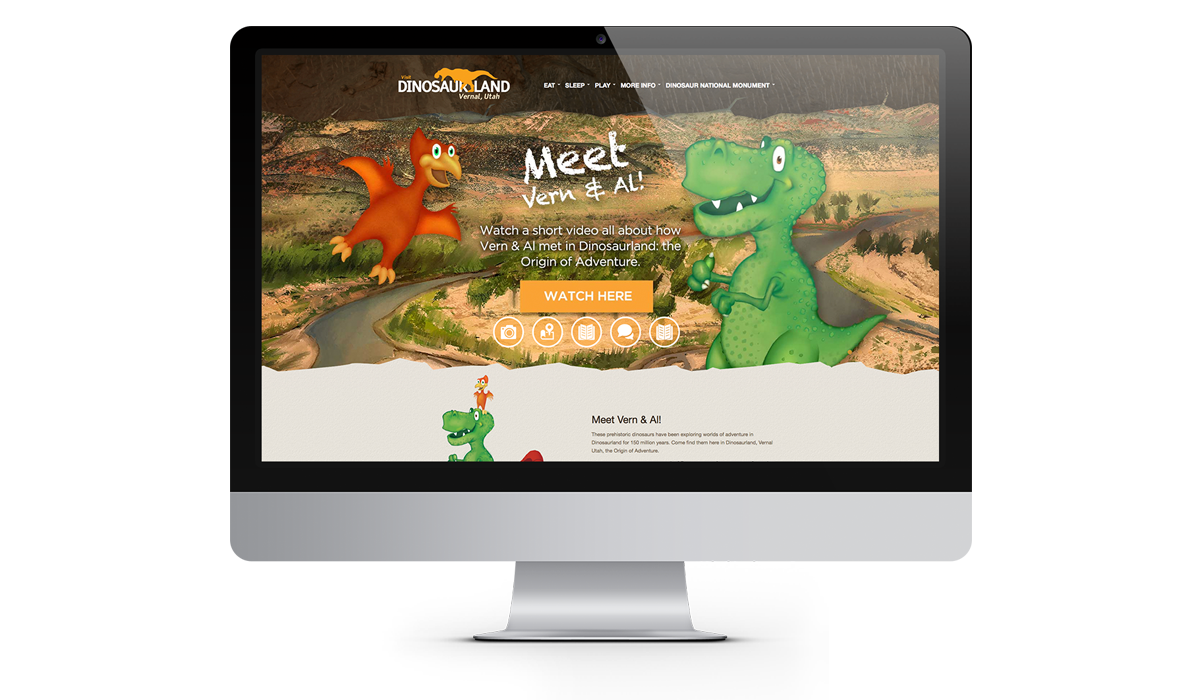 Visit
DINOSAURLAND
Vernal, Utah
EAT SLEEP PLAY MORE INFO DINOSAUR NATIONAL MONUMENT
Meet
Vern & Al!
Watch a short video all about how
Vern & Al met in Dinosaurland: the
Origin of Adventure.
WATCH HERE
Meet Vern & Al!
These prehistoric dinosaurs have been exploring worlds of adventure in
Dinosaurland for 150 million years. Come find them here in Dinosaurland, Vernal
Utah, the Origin of Adventure.